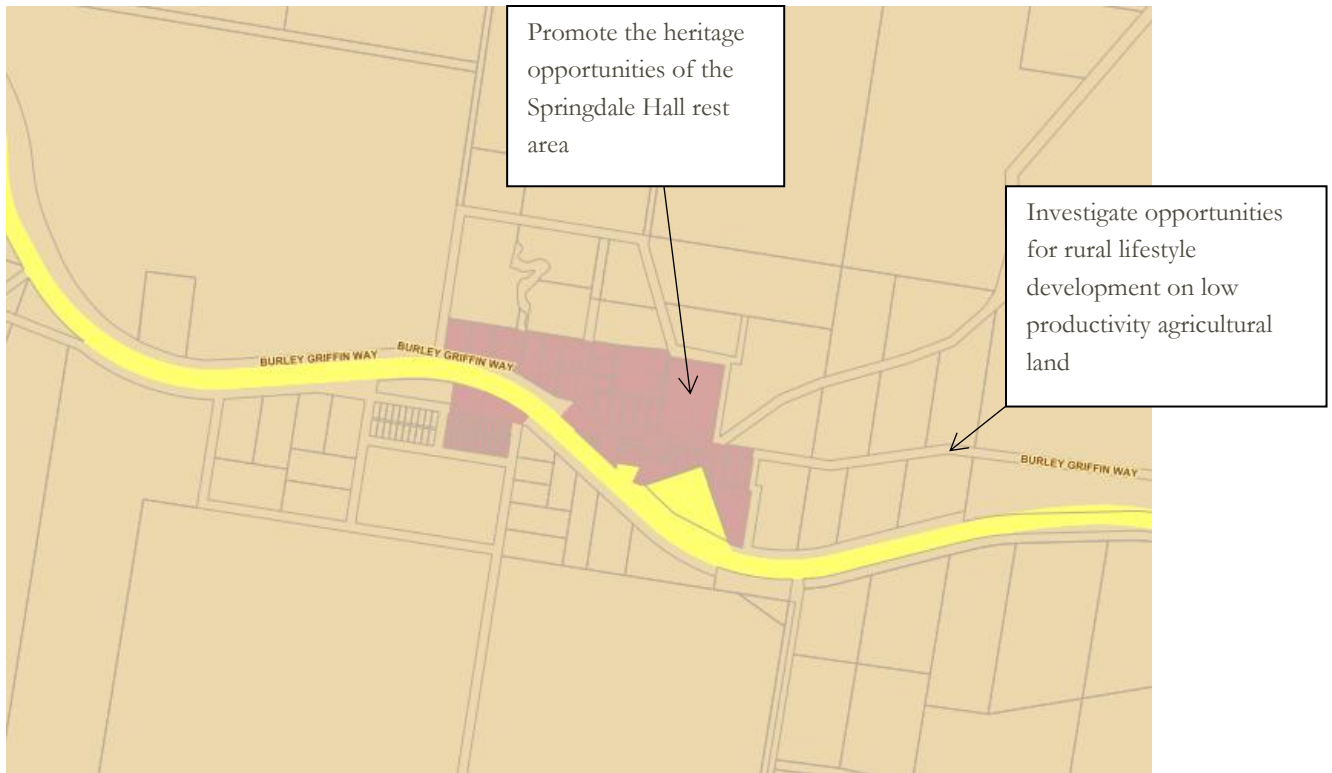 Promote the heritage
opportunities of the
Springdale Hall rest
area
Investigate opportunities
for rural lifestyle
development on low
productivity agricultural
land
BURLEY GRIFFIN WAY
BURLEY GRIFFIN WAY
BURLEY GRIFFIN WAY